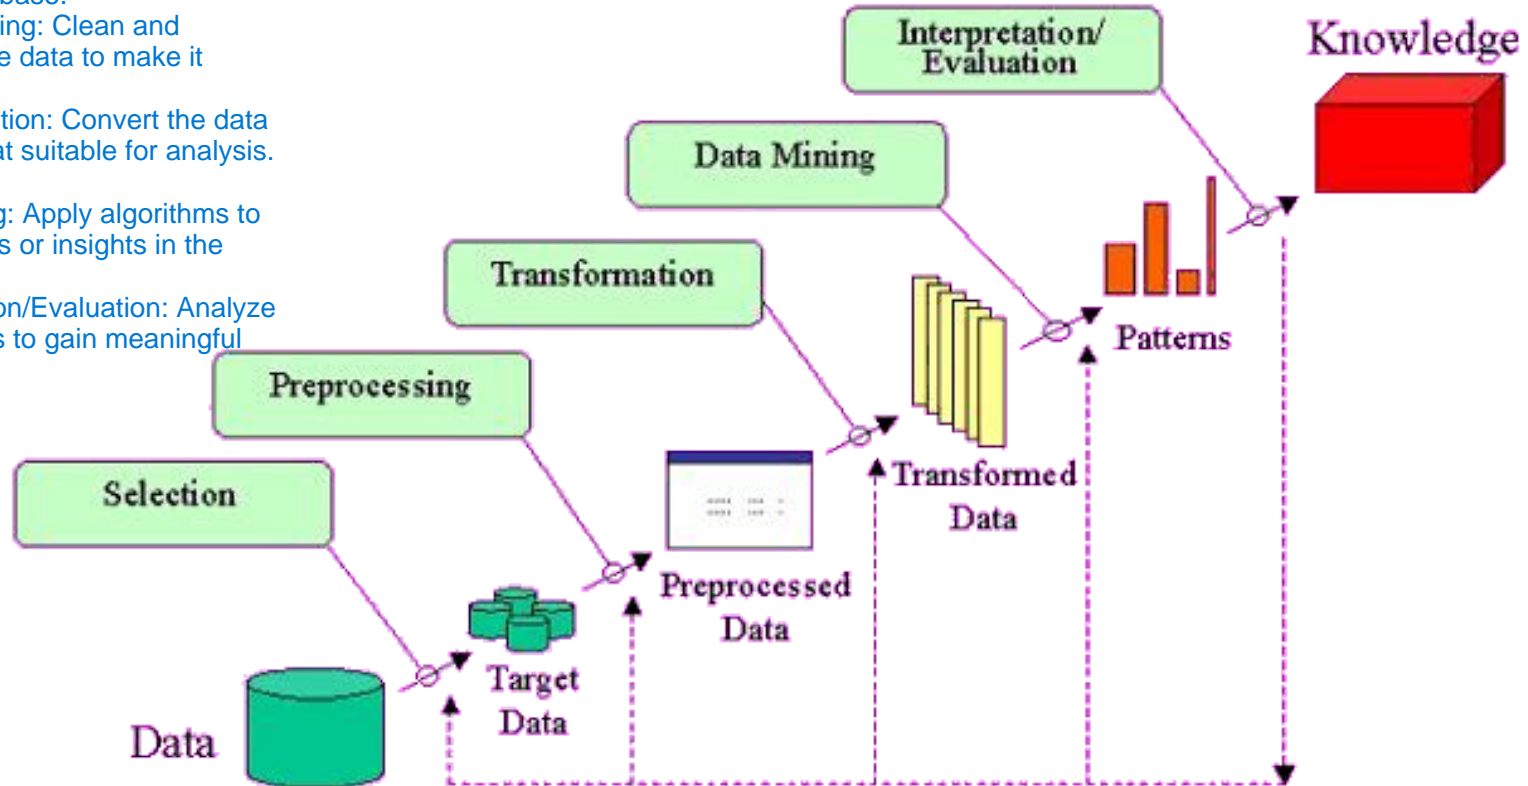 base.
ing: Clean and
e data to make it
tion: Convert the data
at suitable for analysis.
g: Apply algorithms to
s or insights in the
on/Evaluation: Analyze
s to gain meaningful
Interpretation/
Evaluation
Knowledge
Data Mining
Transformation
Patterns
Preprocessing
Transformed
Data
Selection
Preprocessed
Data
Target
Data
Data